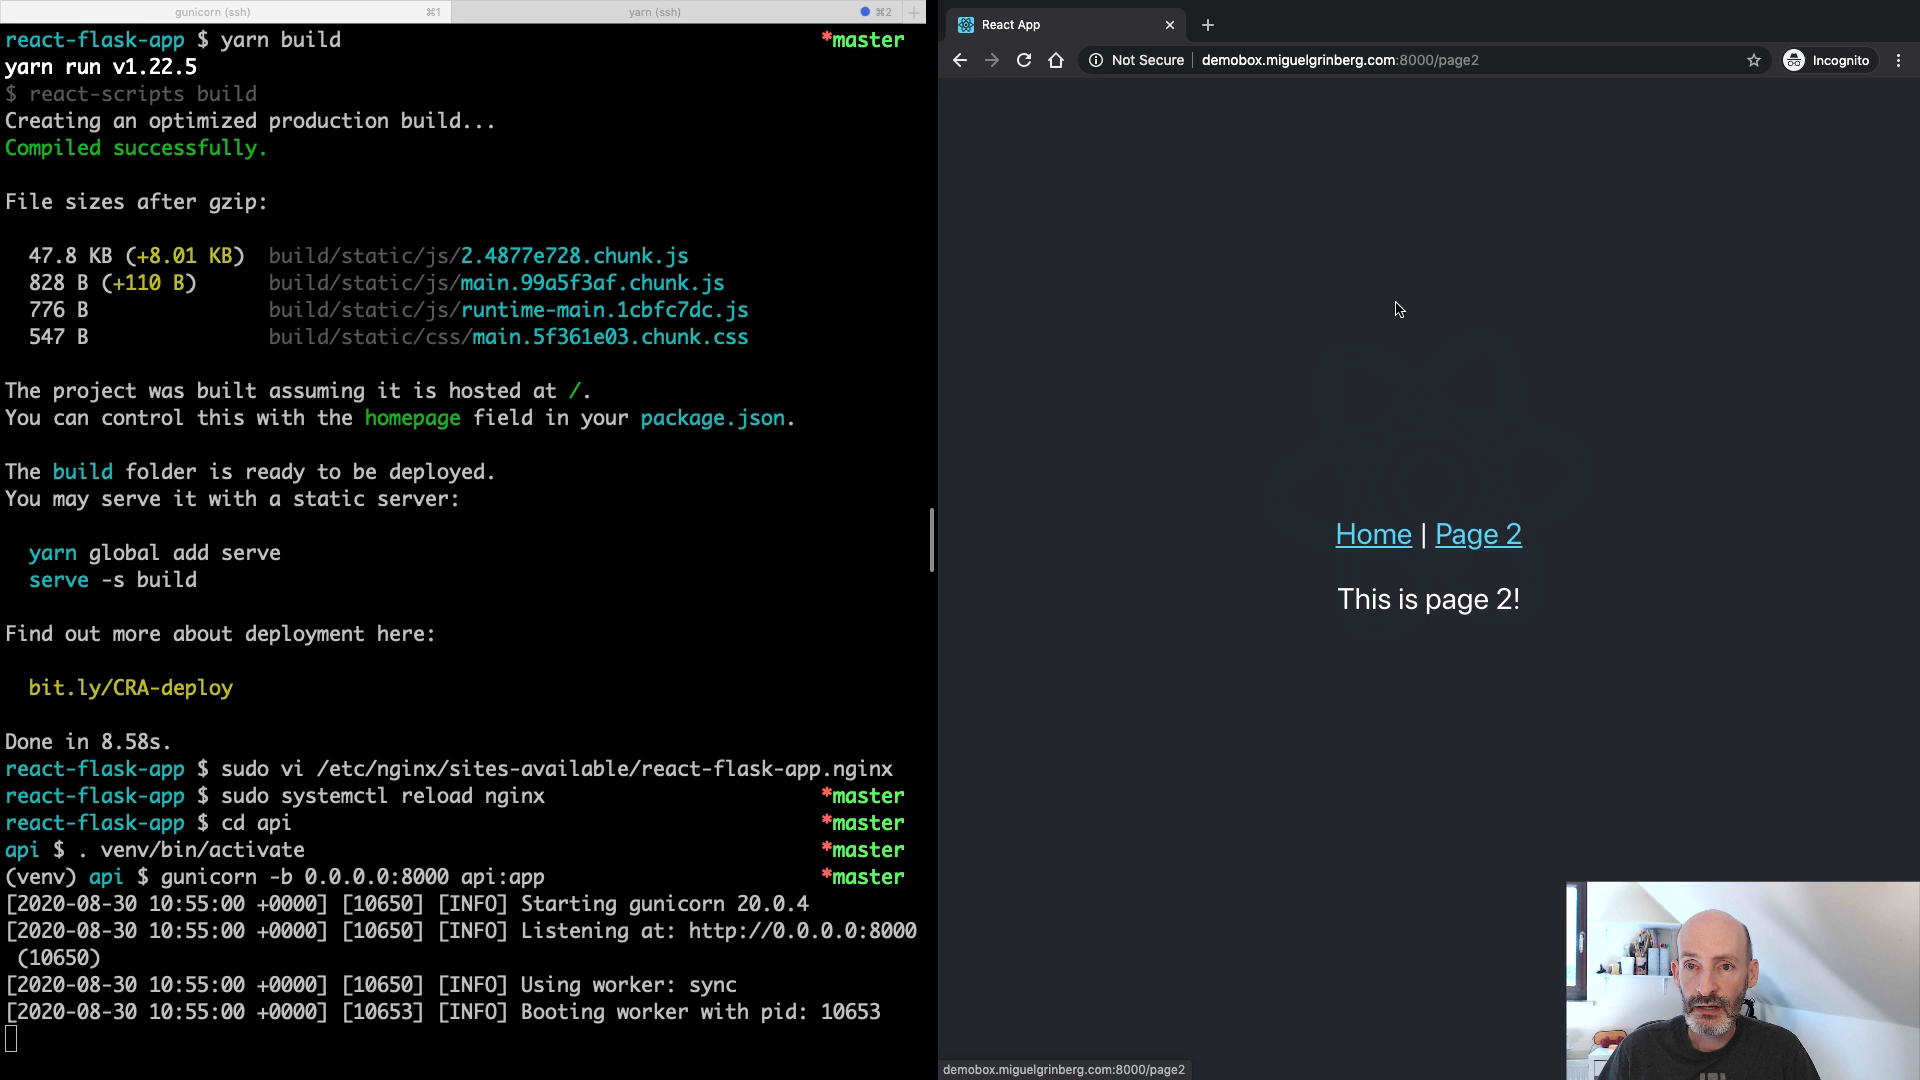 gunicorn (ssh) ⌘1 yarn (ssh) ⌘2 +
react-flask-app $ yarn build *master
yarn run v1.22.5
$ react-scripts build
Creating an optimized production build...
Compiled successfully.
File sizes after gzip:
47.8 KB (+8.01 KB) build/static/js/2.4877e728.chunk.js
828 B (+110 B) build/static/js/main.99a5f3af.chunk.js
776 B build/static/js/runtime-main.1cbfc7dc.js
547 B build/static/css/main.5f361e03.chunk.css
The project was built assuming it is hosted at /.
You can control this with the homepage field in your package.json.
The build folder is ready to be deployed.
You may serve it with a static server:
yarn global add serve
serve -s build
Find out more about deployment here:
bit.ly/CRA-deploy
Done in 8.58s.
react-flask-app $ sudo vi /etc/nginx/sites-available/react-flask-app.nginx
react-flask-app $ sudo systemctl reload nginx *master
react-flask-app $ cd api *master
api $ . venv/bin/activate *master
(venv) api $ gunicorn -b 0.0.0.0:8000 api:app *master
[2020-08-30 10:55:00 +0000] [10650] [INFO] Starting gunicorn 20.0.4
[2020-08-30 10:55:00 +0000] [10650] [INFO] Listening at: http://0.0.0.0:8000
(10650)
[2020-08-30 10:55:00 +0000] [10650] [INFO] Using worker: sync
[2020-08-30 10:55:00 +0000] [10653] [INFO] Booting worker with pid: 10653
React App
Not Secure demobox.miguelgrinberg.com:8000/page2 Incognito
Home | Page 2
This is page 2!
demobox.miguelgrinberg.com:8000/page2